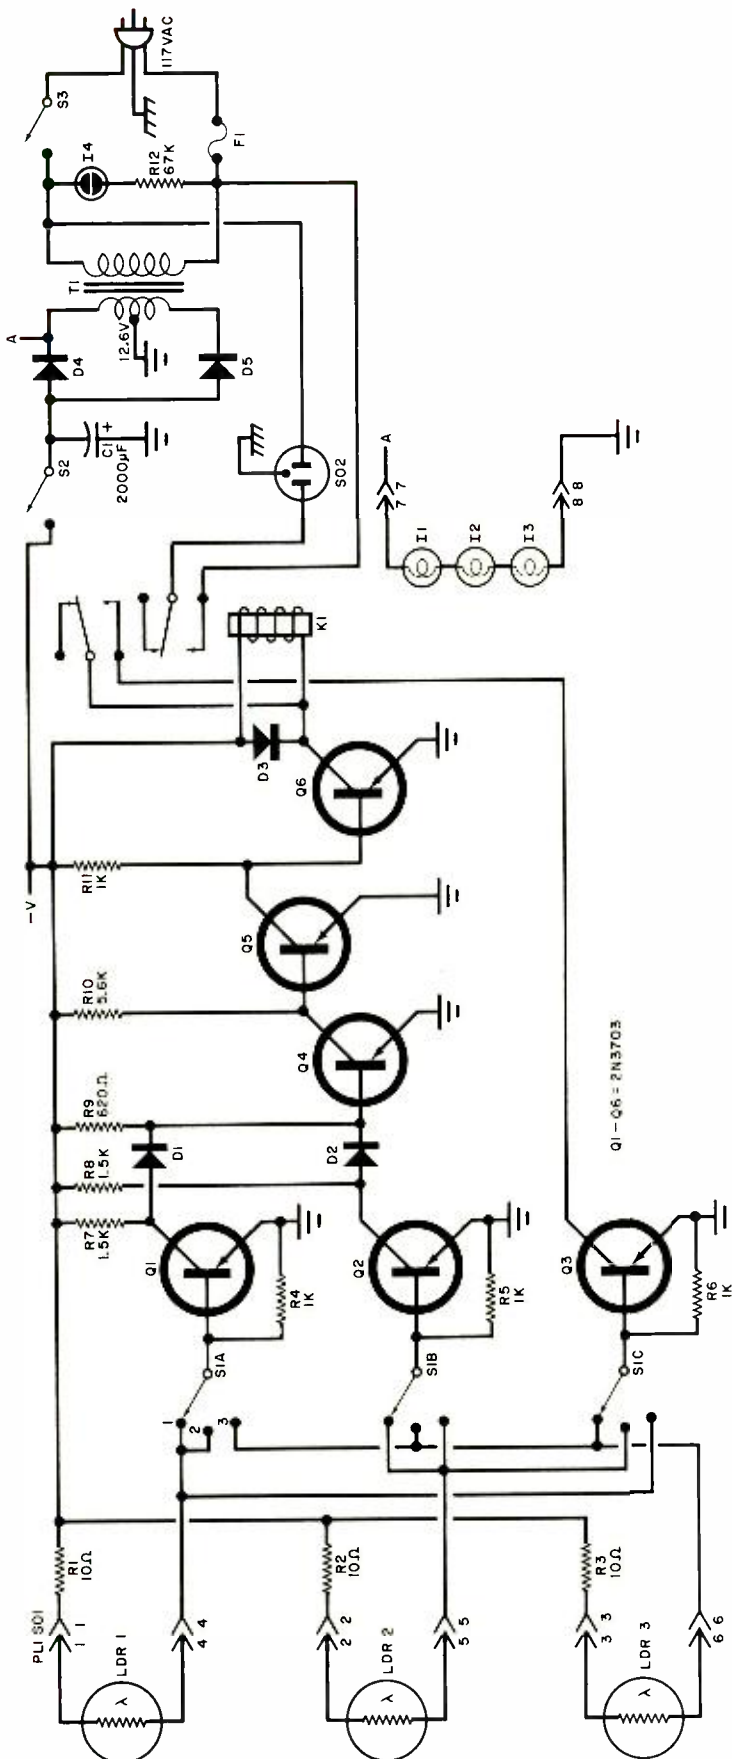 PL1 SO1
1 1
R1
10Ω
λ
LDR 1
4 4
2 2
R2
10Ω
λ
LDR 2
5 5
3 3
R3
10Ω
λ
LDR 3
6 6
1
2
3
S1A
S1B
S1C
Q1
R4
1K
Q2
R5
1K
Q3
R6
1K
R7
1.5K
R8
1.5K
R9
620Ω
D1
D2
Q4
R10
5.6K
Q5
R11
1K
Q6
D3
K1
-V
Q1-Q6=2N3703
S2
C1 +
2000µF
D4
D5
A
12.6V
T1
I4
R12
67K
S3
F1
117VAC
SO2
I1
I2
I3
7 7
A
8 8